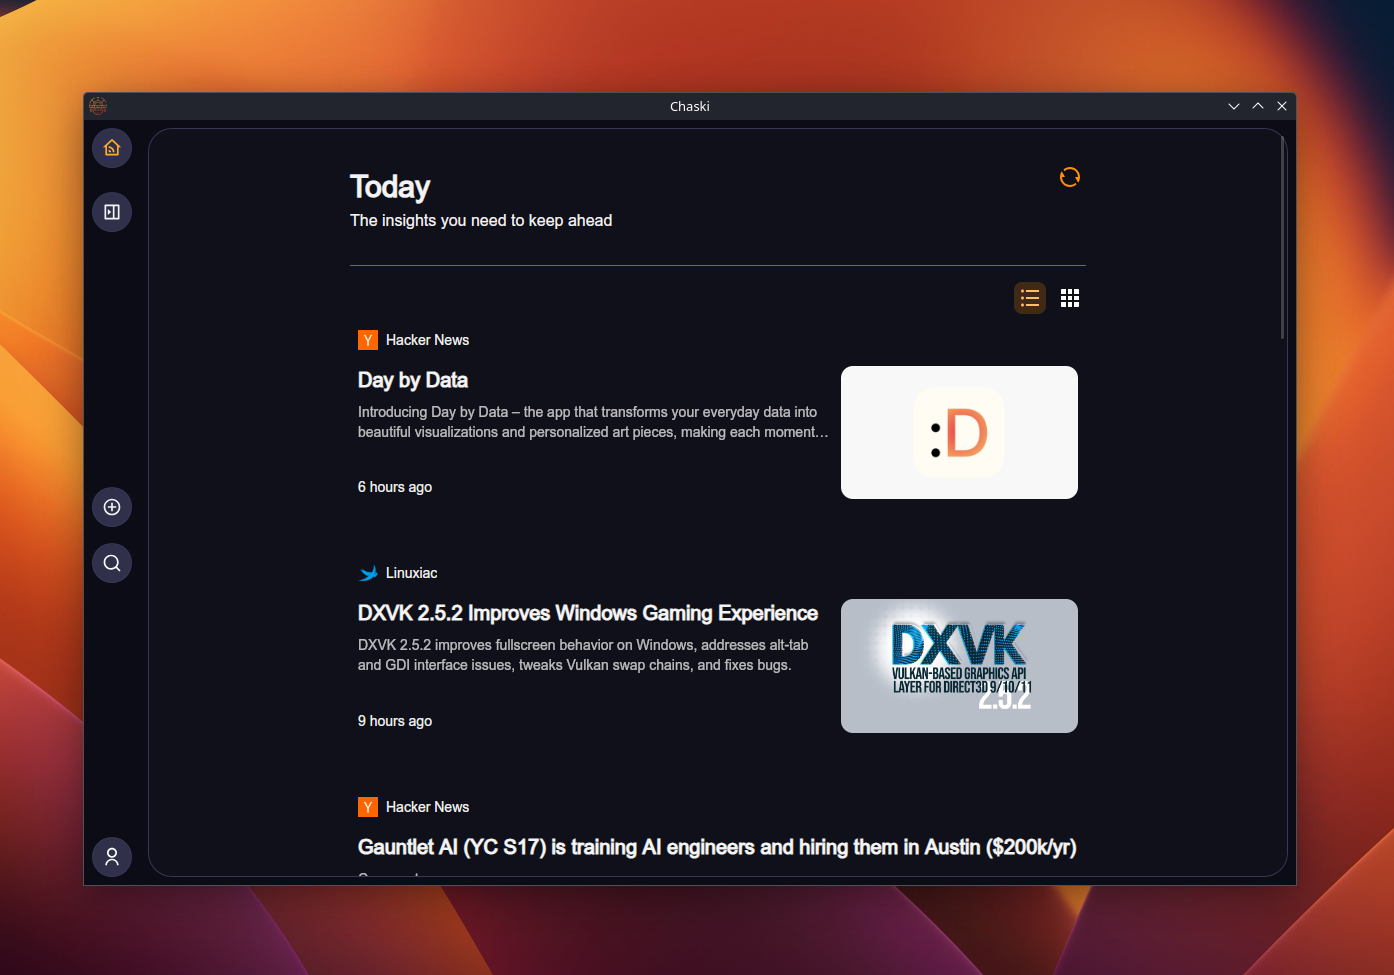 Chaski
Today
The insights you need to keep ahead
Y Hacker News
Day by Data
Introducing Day by Data – the app that transforms your everyday data into
beautiful visualizations and personalized art pieces, making each moment…
6 hours ago
:D
Linuxiac
DXVK 2.5.2 Improves Windows Gaming Experience
DXVK 2.5.2 improves fullscreen behavior on Windows, addresses alt-tab
and GDI interface issues, tweaks Vulkan swap chains, and fixes bugs.
9 hours ago
DXVK
VULKAN-BASED GRAPHICS API
LAYER FOR DIRECT3D 9/10/11
2.5.2
Y Hacker News
Gauntlet AI (YC S17) is training AI engineers and hiring them in Austin ($200k/yr)